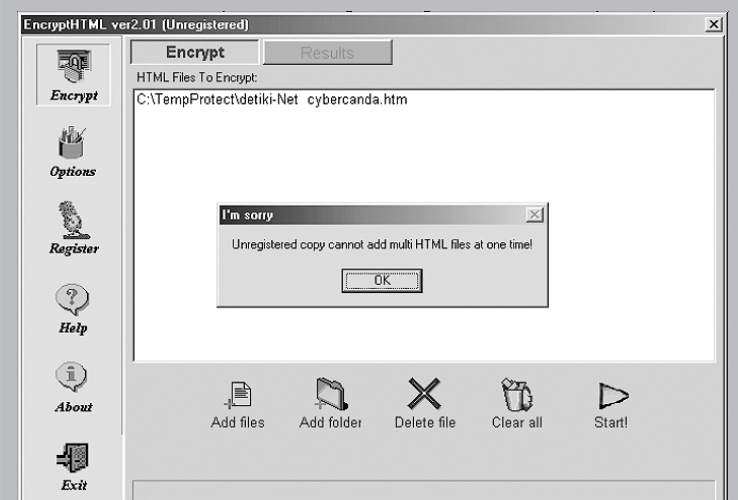 EncryptHTML ver2.01 (Unregistered)
Encrypt
Results
HTML Files To Encrypt:
C:\TempProtect\detiki-Net cybercanda.htm
Encrypt
Options
Register
Help
About
Exit
I'm sorry
Unregistered copy cannot add multi HTML files at one time!
OK
Add files
Add folder
Delete file
Clear all
Start!